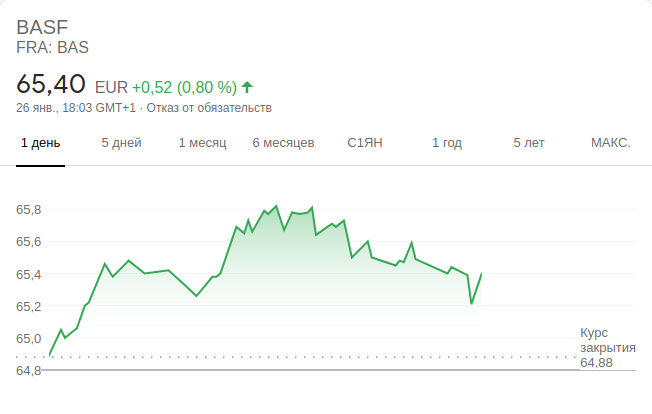 BASF
FRA: BAS
65,40 EUR +0,52 (0,80 %)
26 янв., 18:03 GMT+1 · Отказ от обязательств
1 день 5 дней 1 месяц 6 месяцев С1ЯН 1 год 5 лет МАКС.
65,8
65,6
65,4
65,2
65,0
64,8
Курс
закрытия
64,88